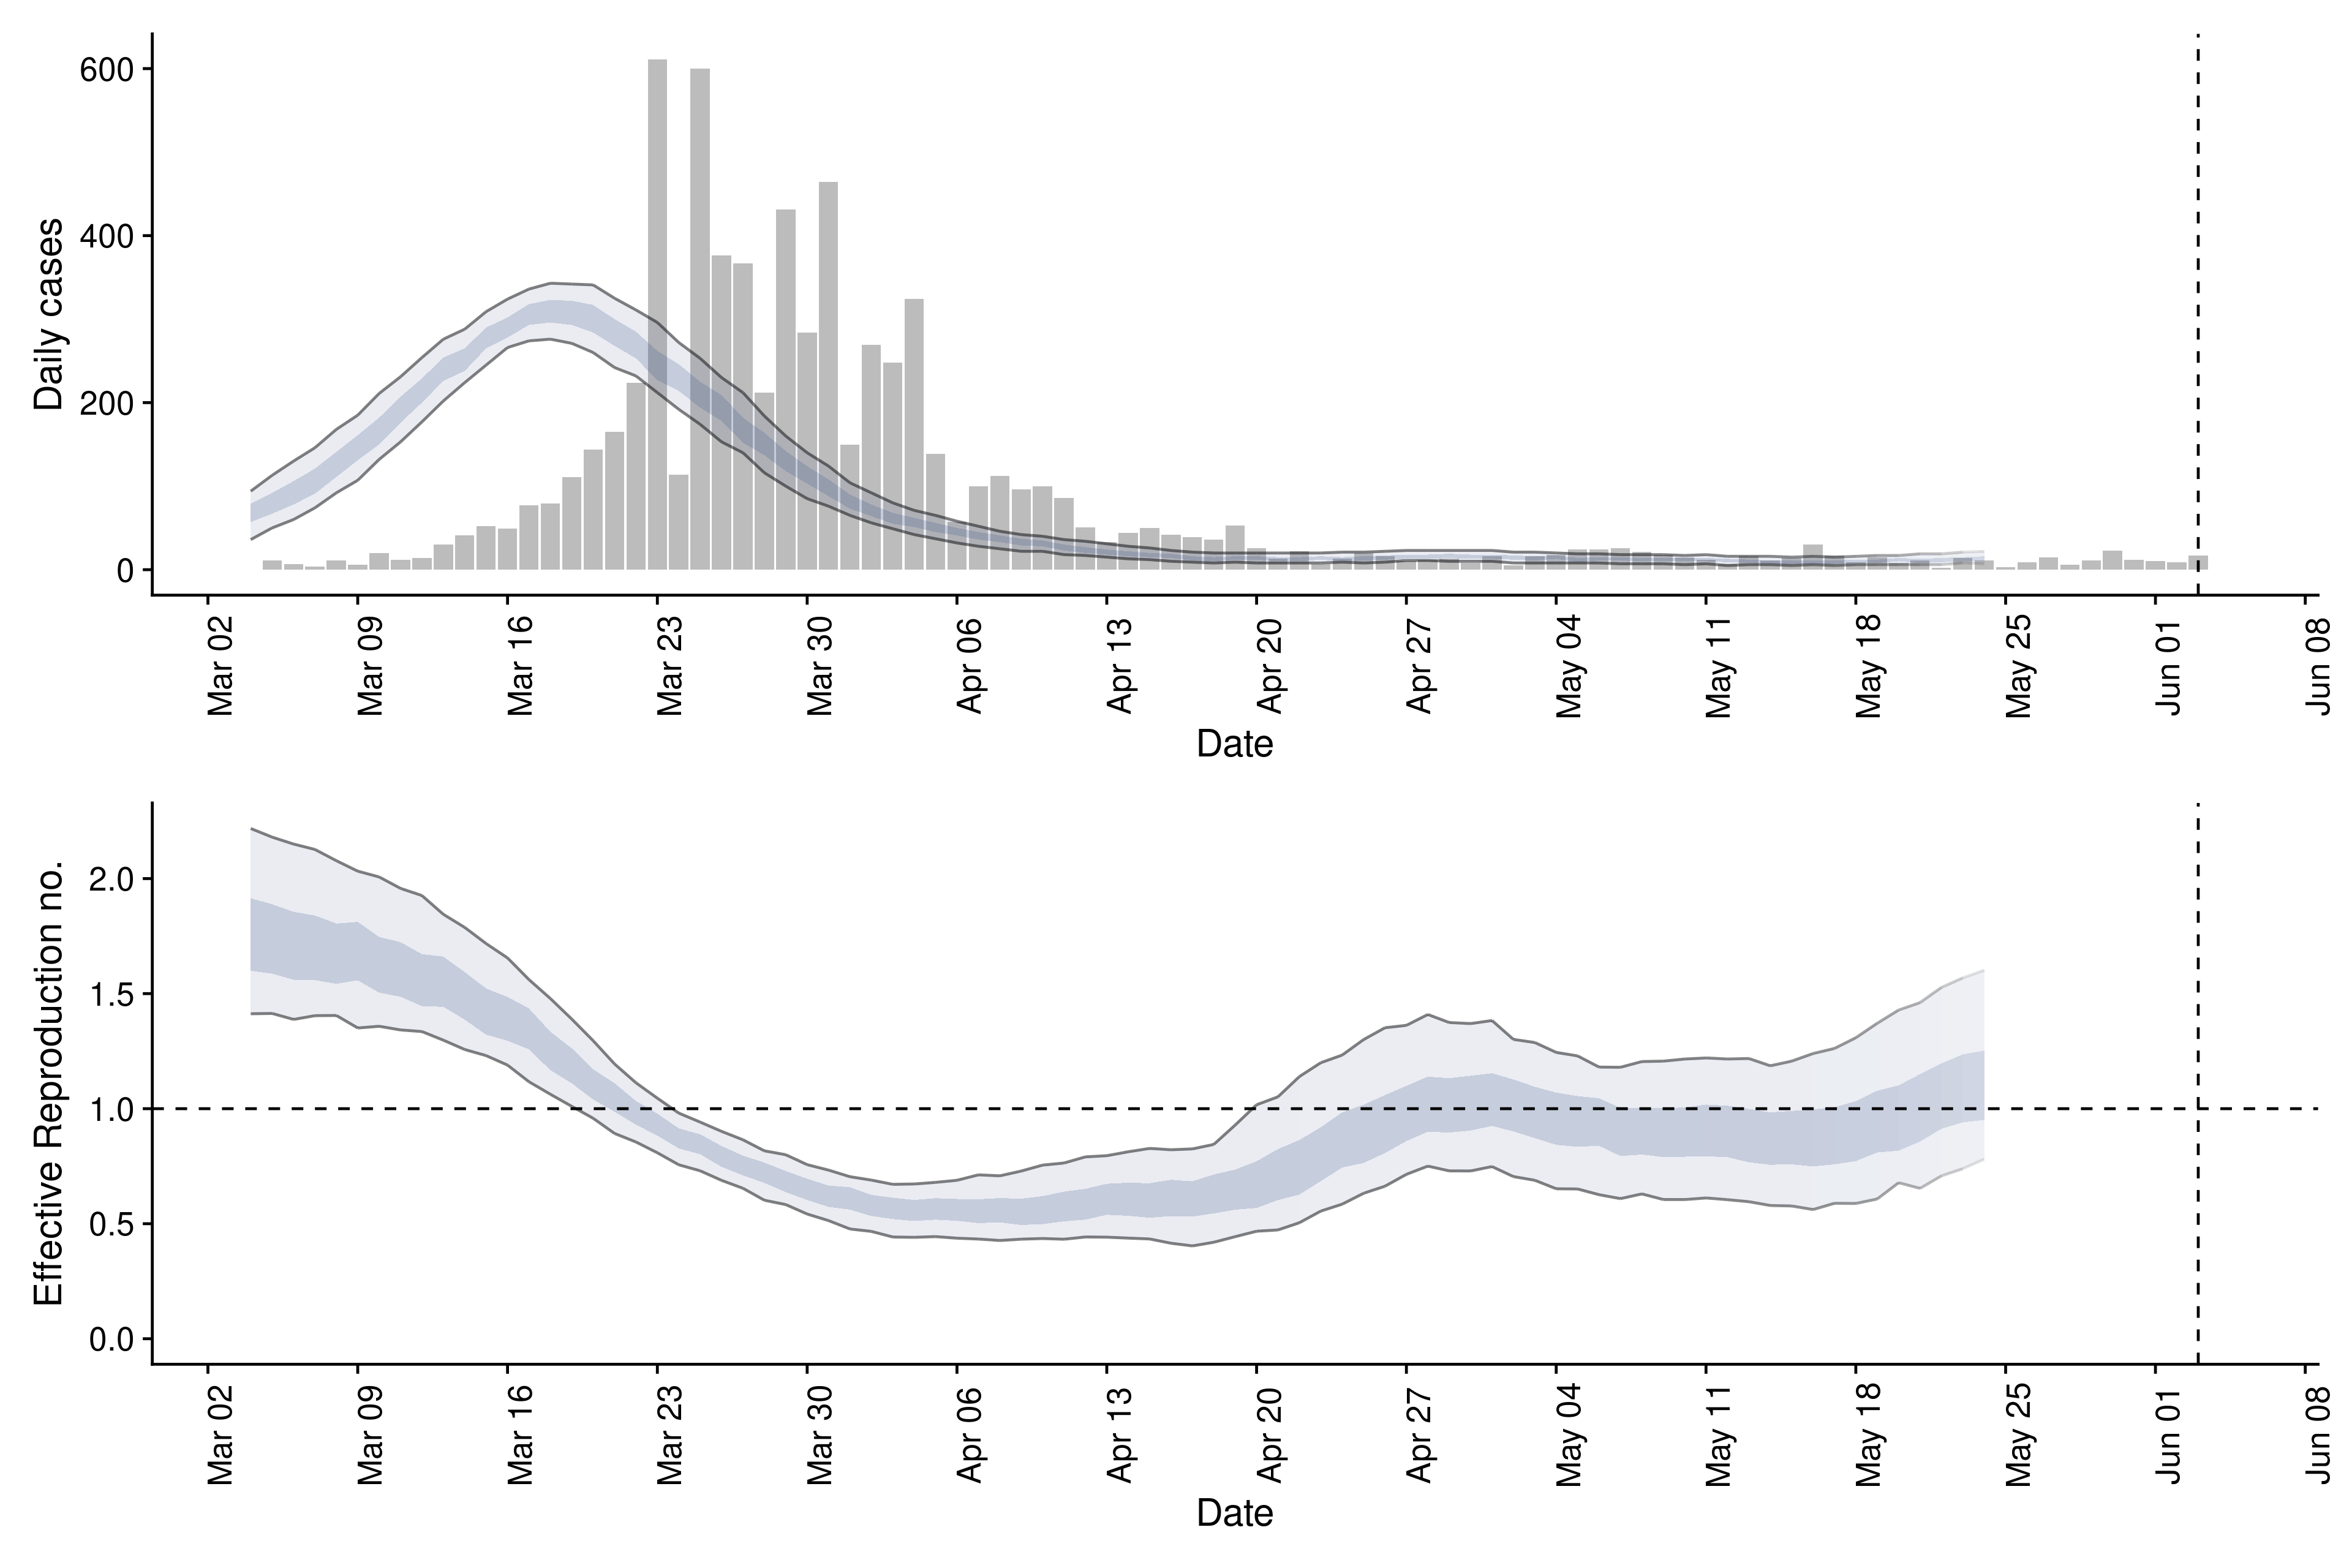 Daily cases
600
400
200
0
Mar 02
Mar 09
Mar 16
Mar 23
Mar 30
Apr 06
Apr 13
Apr 20
Apr 27
May 04
May 11
May 18
May 25
Jun 01
Jun 08
Date
Effective Reproduction no.
2.0
1.5
1.0
0.5
0.0
Mar 02
Mar 09
Mar 16
Mar 23
Mar 30
Apr 06
Apr 13
Apr 20
Apr 27
May 04
May 11
May 18
May 25
Jun 01
Jun 08
Date